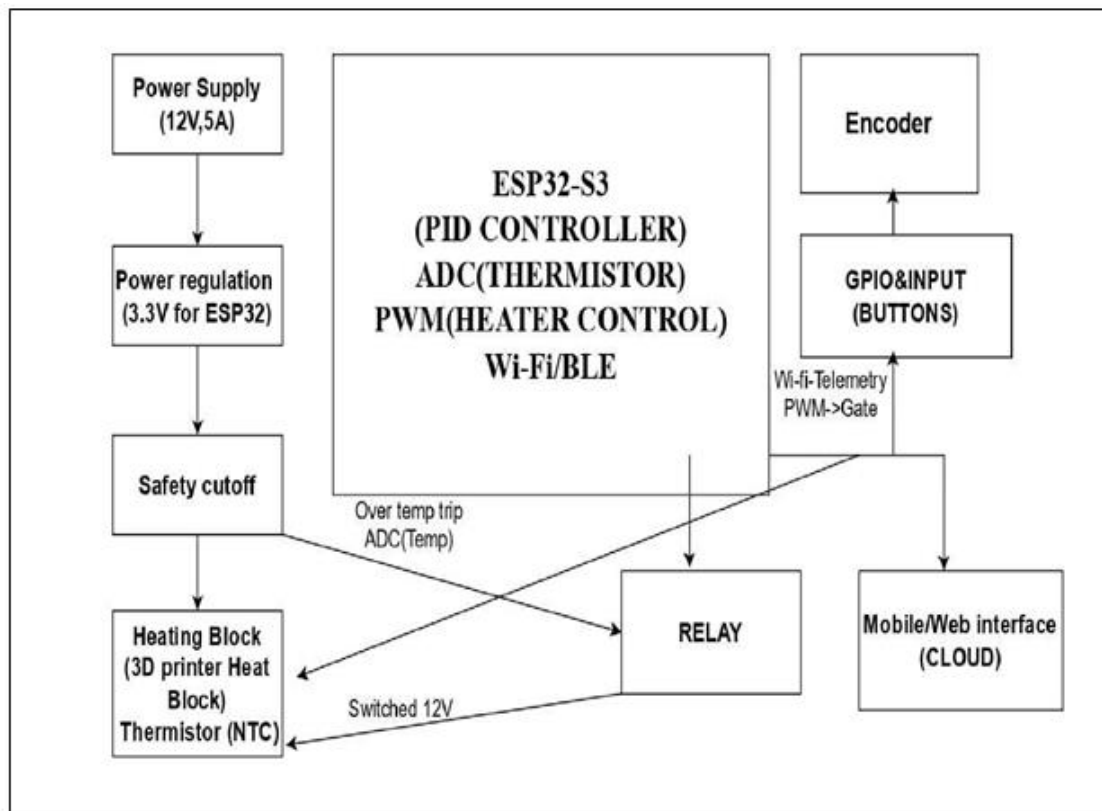 Power Supply
(12V,5A)
Power regulation
(3.3V for ESP32)
Safety cutoff
Heating Block
(3D printer Heat
Block)
Thermistor (NTC)
ESP32-S3
(PID CONTROLLER)
ADC(THERMISTOR)
PWM(HEATER CONTROL)
Wi-Fi/BLE
Over temp trip
ADC(Temp)
Switched 12V
RELAY
Encoder
GPIO&INPUT
(BUTTONS)
Wi-fi-Telemetry
PWM->Gate
Mobile/Web interface
(CLOUD)